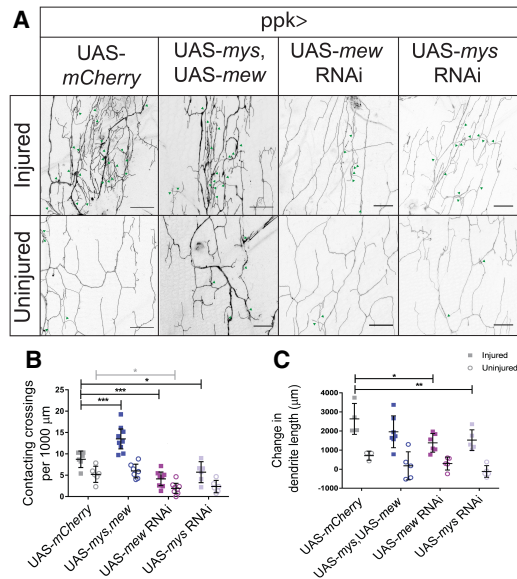 A
ppk>
UAS-
mCherry
UAS-mys,
UAS-mew
UAS-mew
RNAi
UAS-mys
RNAi
Injured
Uninjured
B
Contacting crossings
per 1000 µm
25
20
15
10
5
0
*
*
***
***
UAS-mCherry
UAS-mys,mew
UAS-mew RNAi
UAS-mys RNAi
C
Change in
dendrite length (µm)
4000
3000
2000
1000
0
-1000
*
**
Injured
Uninjured
UAS-mCherry
UAS-mys, UAS-mew
UAS-mew RNAi
UAS-mys RNAi